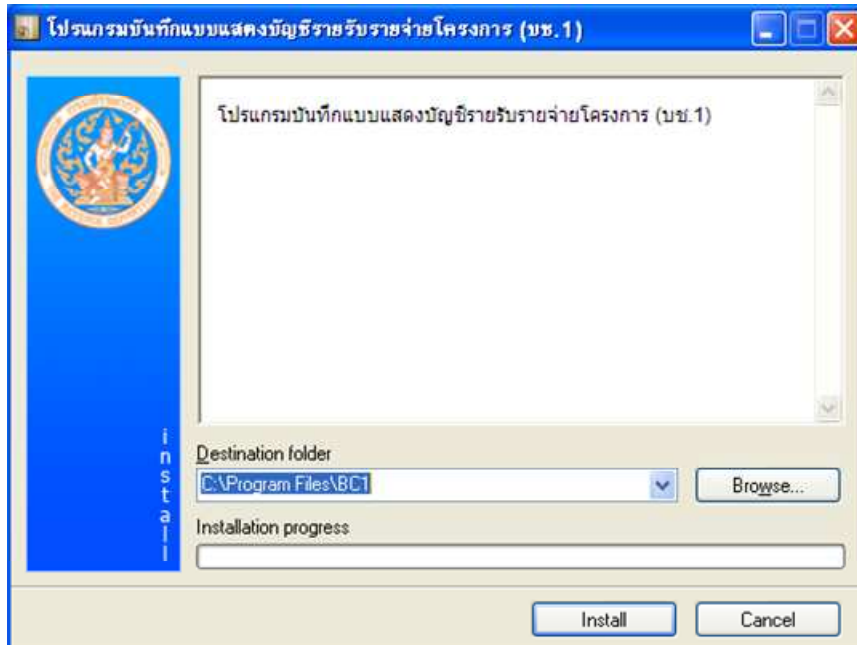 โปรแกรมบันทึกแบบแสดงบัญชีรายรับรายจ่ายโครงการ (บช.1)
โปรแกรมบันทึกแบบแสดงบัญชีรายรับรายจ่ายโครงการ (บช.1)
install
Destination folder
C:\Program Files\BC1
Browse...
Installation progress
Install
Cancel